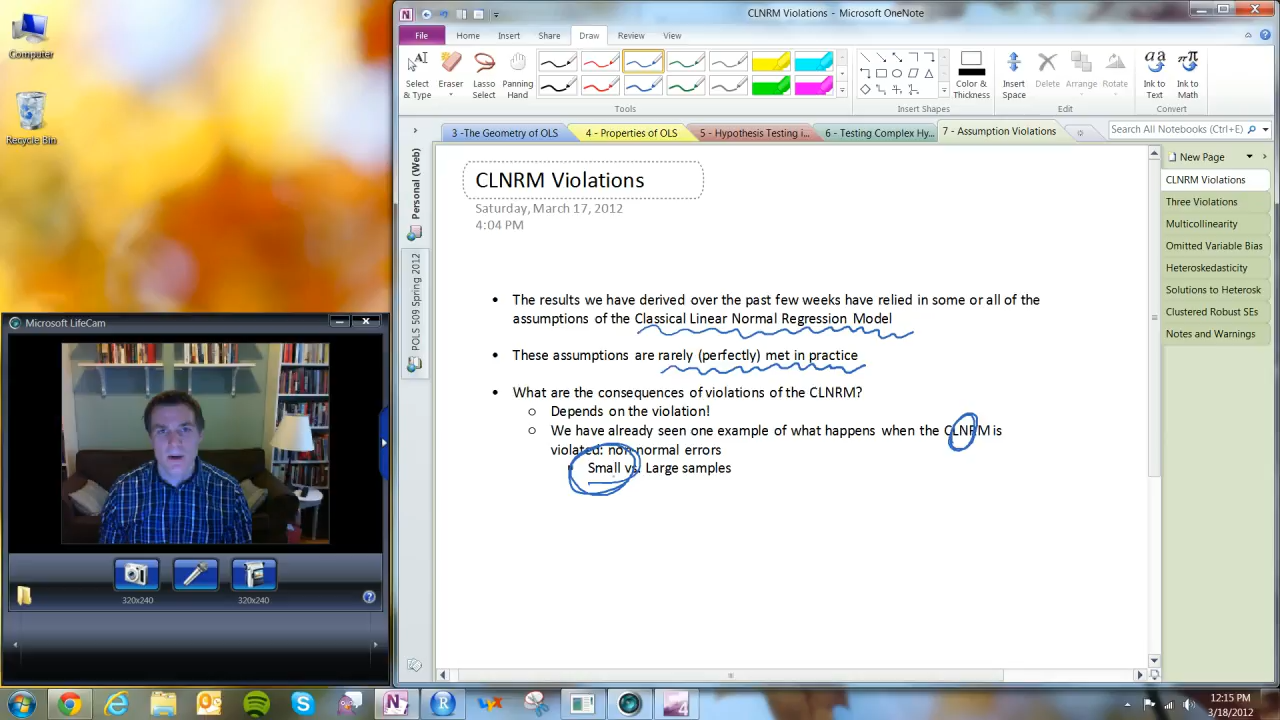 Computer
Recycle Bin
CLNRM Violations - Microsoft OneNote
File Home Insert Share Draw Review View
Select & Type
Eraser
Lasso Select
Panning Hand
Color & Thickness
Insert Space
Delete
Arrange
Rotate
Ink to Text
Ink to Math
Tools
Insert Shapes
Edit
Convert
3 -The Geometry of OLS
4 - Properties of OLS
5 - Hypothesis Testing i...
6 - Testing Complex Hy...
7 - Assumption Violations
Search All Notebooks (Ctrl+E)
Personal (Web)
POLS 509 Spring 2012
CLNRM Violations
Saturday, March 17, 2012
4:04 PM
• The results we have derived over the past few weeks have relied in some or all of the
assumptions of the Classical Linear Normal Regression Model
• These assumptions are rarely (perfectly) met in practice
• What are the consequences of violations of the CLNRM?
○ Depends on the violation!
○ We have already seen one example of what happens when the CLNRM is
violated: non-normal errors
▪ Small vs. Large samples
New Page
CLNRM Violations
Three Violations
Multicollinearity
Omitted Variable Bias
Heteroskedasticity
Solutions to Heterosk
Clustered Robust SEs
Notes and Warnings
Microsoft LifeCam
320x240
320x240
12:15 PM
3/18/2012